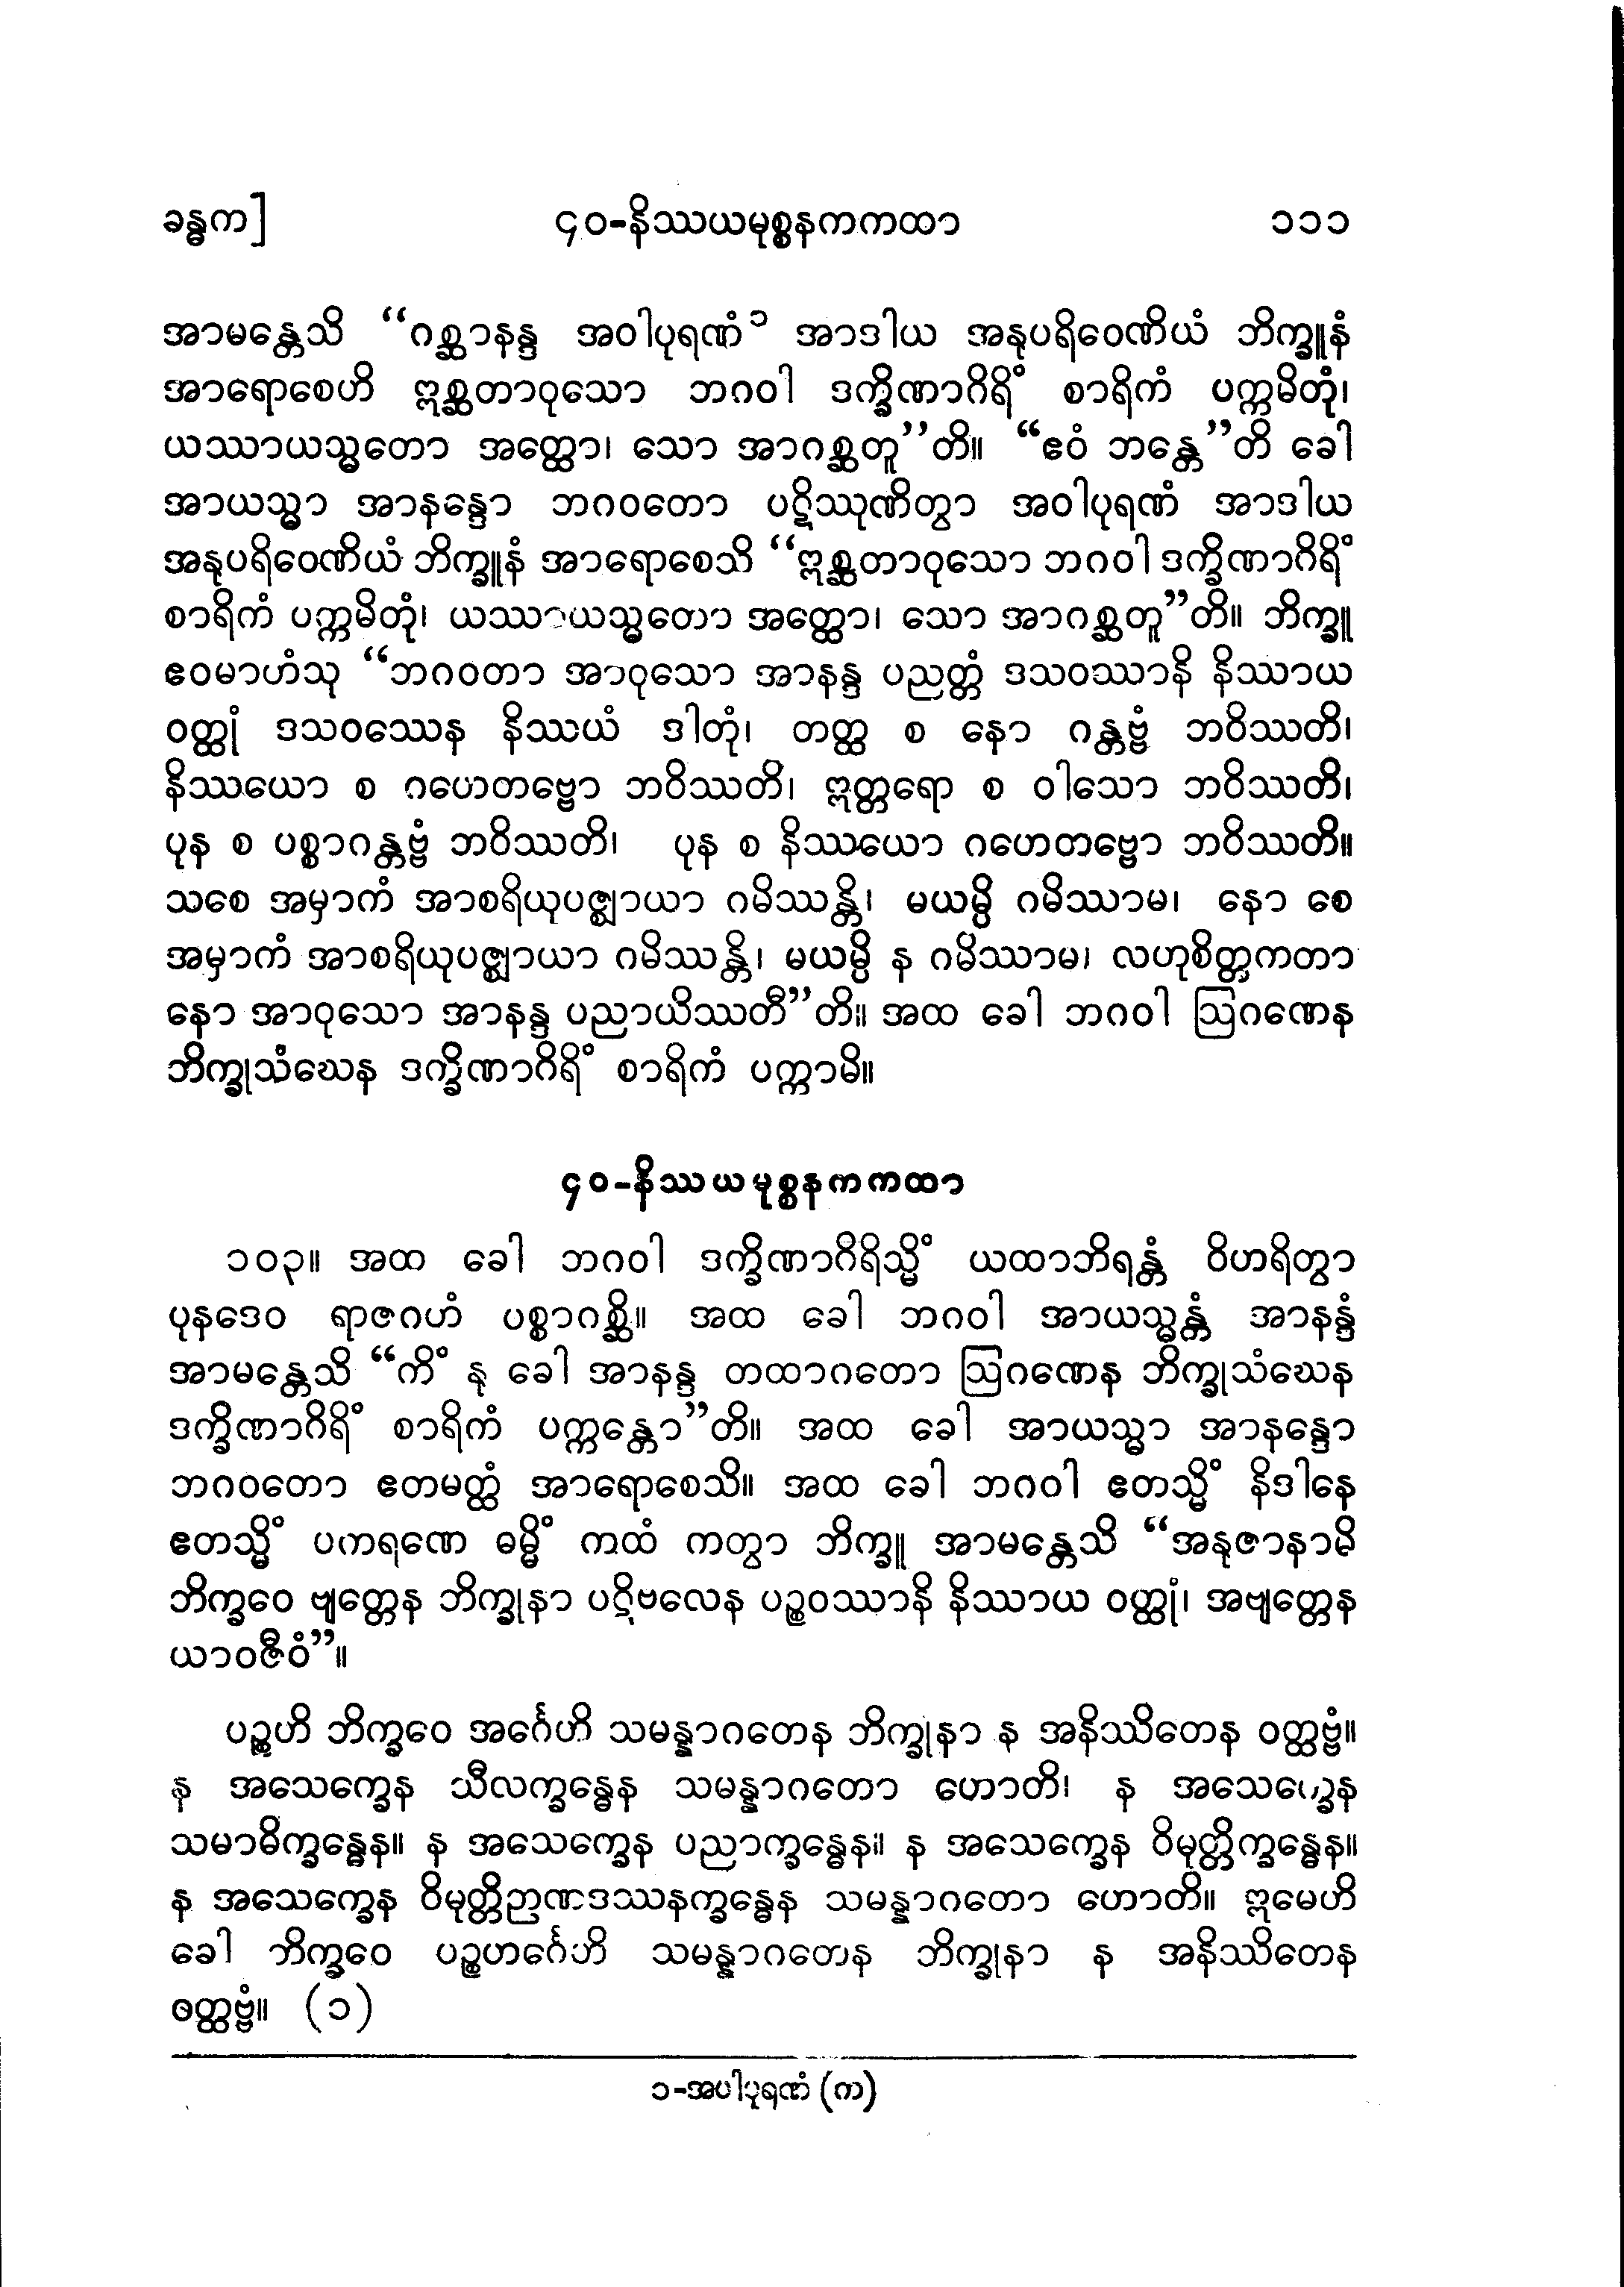 ခန္ဓက]	၄၀-နိဿယမုစ္စနကကထာ	၁၁၁
အာမန္တေသိ “ဂစ္ဆာနန္ဒ အဝါပုရဏံ၁ အာဒါယ အနုပရိဝေဏိယံ ဘိက္ခူနံ
အာရောစေဟိ ဣစ္ဆတာဝုသော ဘဂဝါ ဒက္ခိဏာဂိရိံ စာရိကံ ပက္ကမိတုံ၊
ယဿာယသ္မတော အတ္ထော၊ သော အာဂစ္ဆတူ”တိ။ “ဧဝံ ဘန္တေ”တိ ခေါ
အာယသ္မာ အာနန္ဒော ဘဂဝတော ပဋိဿုဏိတွာ အဝါပုရဏံ အာဒါယ
အနုပရိဝေဏိယံ ဘိက္ခူနံ အာရောစေသိ “ဣစ္ဆတာဝုသော ဘဂဝါ ဒက္ခိဏာဂိရိံ
စာရိကံ ပက္ကမိတုံ၊ ယဿာယသ္မတော အတ္ထော၊ သော အာဂစ္ဆတူ”တိ။ ဘိက္ခူ
ဧဝမာဟံသု “ဘဂဝတာ အာဝုသော အာနန္ဒ ပညတ္တံ ဒသဝဿာနိ နိဿာယ
ဝတ္ထုံ ဒသဝဿေန နိဿယံ ဒါတုံ၊ တတ္ထ စ နော ဂန္တဗ္ဗံ ဘဝိဿတိ၊
နိဿယော စ ဂဟေတဗ္ဗော ဘဝိဿတိ၊ ဣတ္တရော စ ဝါသော ဘဝိဿတိ၊
ပုန စ ပစ္စာဂန္တဗ္ဗံ ဘဝိဿတိ၊ ပုန စ နိဿယော ဂဟေတဗ္ဗော ဘဝိဿတိ။
သစေ အမှာကံ အာစရိယုပဇ္ဈာယာ ဂမိဿန္တိ၊ မယမ္ပိ ဂမိဿာမ၊ နော စေ
အမှာကံ အာစရိယုပဇ္ဈာယာ ဂမိဿန္တိ၊ မယမ္ပိ န ဂမိဿာမ၊ လဟုစိတ္တကတာ
နော အာဝုသော အာနန္ဒ ပညာယိဿတီ”တိ။ အထ ခေါ ဘဂဝါ ဩဂဏေန
ဘိက္ခုသံဃေန ဒက္ခိဏာဂိရိံ စာရိကံ ပက္ကာမိ။
၄၀-နိဿယမုစ္စနကကထာ
၁၀၃။ အထ ခေါ ဘဂဝါ ဒက္ခိဏာဂိရိသ္မိံ ယထာဘိရန္တံ ဝိဟရိတွာ
ပုနဒေဝ ရာဇဂဟံ ပစ္စာဂစ္ဆိ။ အထ ခေါ ဘဂဝါ အာယသ္မန္တံ အာနန္ဒံ
အာမန္တေသိ “ကိံ နု ခေါ အာနန္ဒ တထာဂတော ဩဂဏေန ဘိက္ခုသံဃေန
ဒက္ခိဏာဂိရိံ စာရိကံ ပက္ကန္တော”တိ။ အထ ခေါ အာယသ္မာ အာနန္ဒော
ဘဂဝတော ဧတမတ္ထံ အာရောစေသိ။ အထ ခေါ ဘဂဝါ ဧတသ္မိံ နိဒါနေ
ဧတသ္မိံ ပကရဏေ ဓမ္မိံ ကထံ ကတွာ ဘိက္ခူ အာမန္တေသိ “အနုဇာနာမိ
ဘိက္ခဝေ ဗျတ္တေန ဘိက္ခုနာ ပဋိဗလေန ပဉ္စဝဿာနိ နိဿာယ ဝတ္ထုံ၊ အဗျတ္တေန
ယာဝဇီဝံ”။
ပဉ္စဟိ ဘိက္ခဝေ အင်္ဂေဟိ သမန္နာဂတေန ဘိက္ခုနာ န အနိဿိတေန ဝတ္ထဗ္ဗံ။
န အသေက္ခေန သီလက္ခန္ဓေန သမန္နာဂတော ဟောတိ၊ န အသေက္ခေန
သမာဓိက္ခန္ဓေန။ န အသေက္ခေန ပညာက္ခန္ဓေန။ န အသေက္ခေန ဝိမုတ္တိက္ခန္ဓေန။
န အသေက္ခေန ဝိမုတ္တိဉာဏဒဿနက္ခန္ဓေန သမန္နာဂတော ဟောတိ။ ဣမေဟိ
ခေါ ဘိက္ခဝေ ပဉ္စဟင်္ဂေဟိ သမန္နာဂတေန ဘိက္ခုနာ န အနိဿိတေန
ဝတ္ထဗ္ဗံ။ (၁)
၁-အပါပုရဏံ (က)